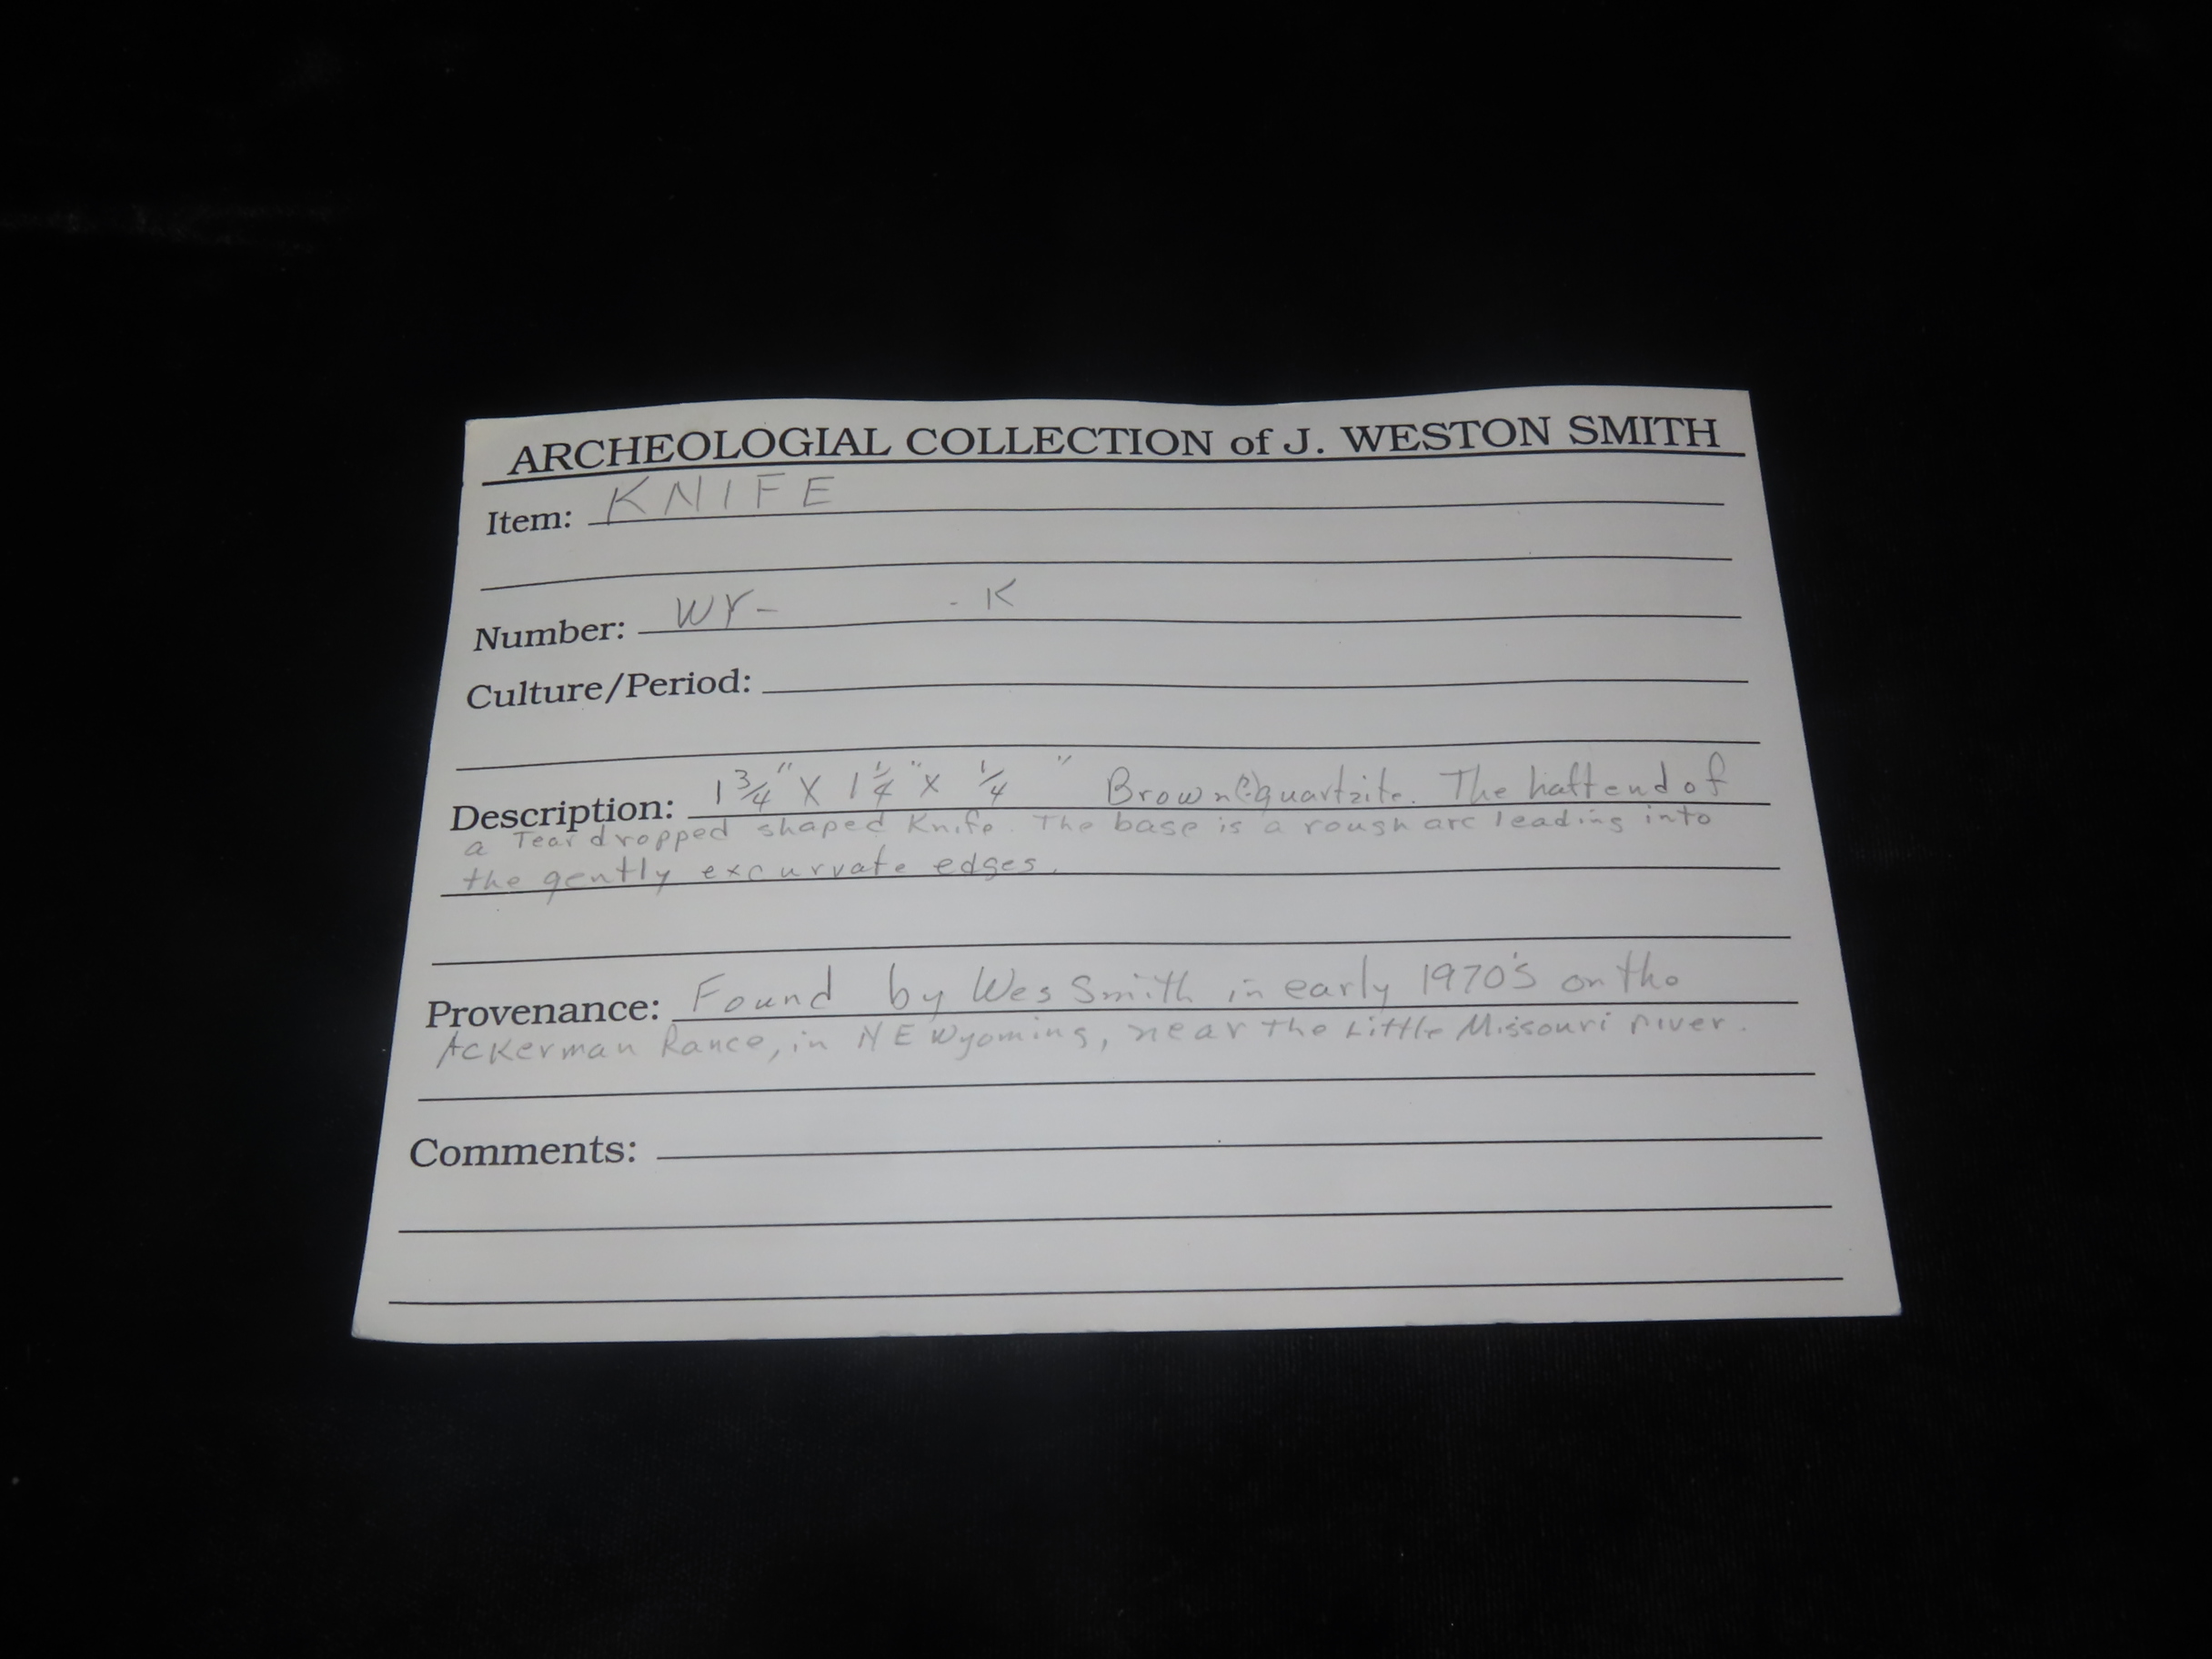 ARCHEOLOGIAL COLLECTION of J. WESTON SMITH
Item: KNIFE
Number: WY- - K
Culture/Period:
Description: 1 3/4" X 1 1/4" X 1/4" Brown(?)quartzite. The haft end of
a Tear dropped shaped Knife. The base is a rough arc leading into
the gently excurvate edges.
Provenance: Found by Wes Smith in early 1970's on the
Ackerman Rance, in NE Wyoming, near the Little Missouri river.
Comments: